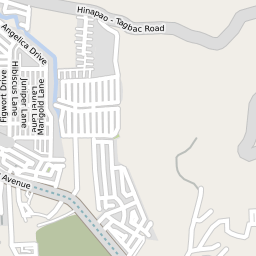 Hinapao - Tagbac Road
Angelica Drive
Figwort Drive
Hibiscus Lane
Juniper Lane
Laurel Lane
Marigold Lane
Avenue